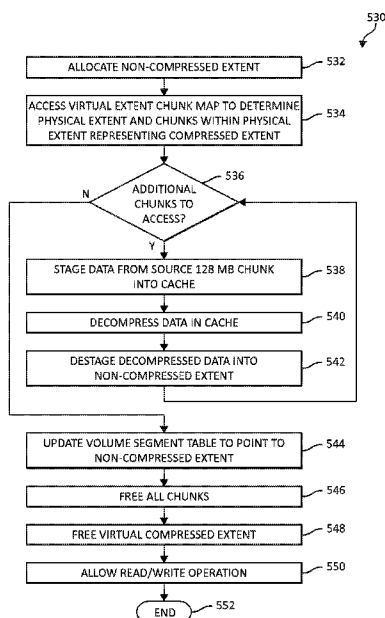 530
ALLOCATE NON-COMPRESSED EXTENT
532
ACCESS VIRTUAL EXTENT CHUNK MAP TO DETERMINE
PHYSICAL EXTENT AND CHUNKS WITHIN PHYSICAL
EXTENT REPRESENTING COMPRESSED EXTENT
534
536
N
ADDITIONAL
CHUNKS TO
ACCESS?
Y
STAGE DATA FROM SOURCE 128 MB CHUNK
INTO CACHE
538
DECOMPRESS DATA IN CACHE
540
DESTAGE DECOMPRESSED DATA INTO
NON-COMPRESSED EXTENT
542
UPDATE VOLUME SEGMENT TABLE TO POINT TO
NON-COMPRESSED EXTENT
544
FREE ALL CHUNKS
546
FREE VIRTUAL COMPRESSED EXTENT
548
ALLOW READ/WRITE OPERATION
550
END
552